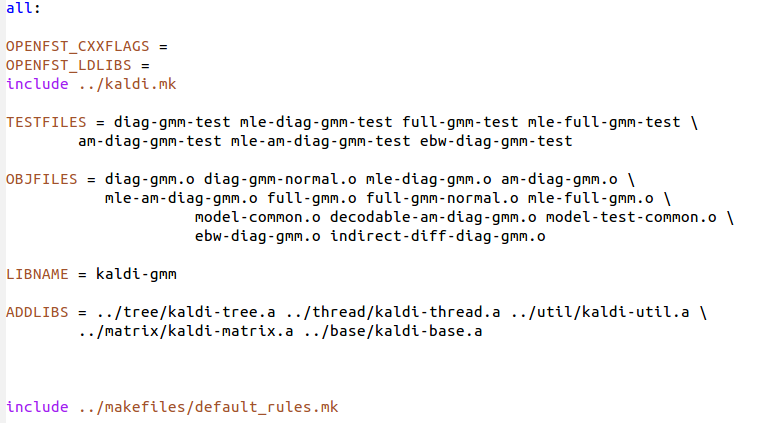 all:
OPENFST_CXXFLAGS =
OPENFST_LDLIBS =
include ../kaldi.mk
TESTFILES = diag-gmm-test mle-diag-gmm-test full-gmm-test mle-full-gmm-test \
am-diag-gmm-test mle-am-diag-gmm-test ebw-diag-gmm-test
OBJFILES = diag-gmm.o diag-gmm-normal.o mle-diag-gmm.o am-diag-gmm.o \
mle-am-diag-gmm.o full-gmm.o full-gmm-normal.o mle-full-gmm.o \
model-common.o decodable-am-diag-gmm.o model-test-common.o \
ebw-diag-gmm.o indirect-diff-diag-gmm.o
LIBNAME = kaldi-gmm
ADDLIBS = ../tree/kaldi-tree.a ../thread/kaldi-thread.a ../util/kaldi-util.a \
../matrix/kaldi-matrix.a ../base/kaldi-base.a
include ../makefiles/default_rules.mk